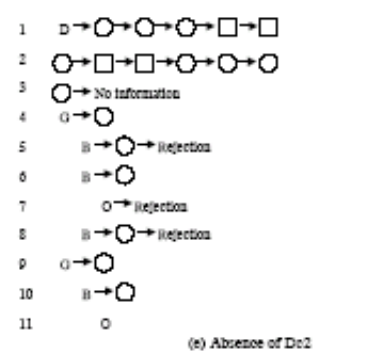 1 D
2
3 No information
4 G
5 B Rejection
6 B
7 O Rejection
8 B Rejection
9 G
10 B
11 O
(e) Absence of Dc2